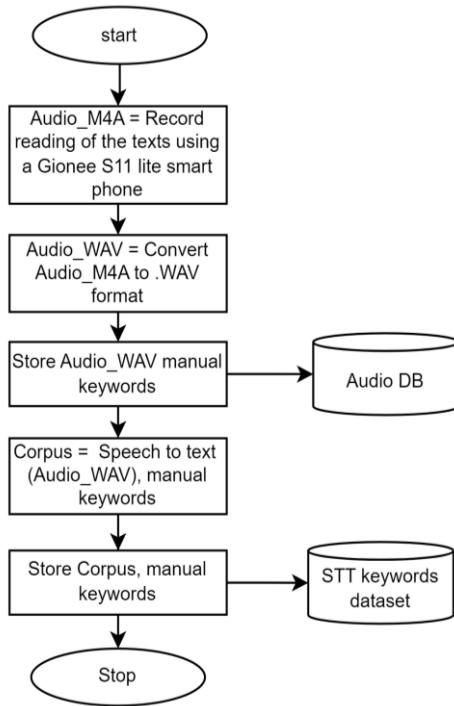 start
Audio_M4A = Record
reading of the texts using
a Gionee S11 lite smart
phone
Audio_WAV = Convert
Audio_M4A to .WAV
format
Store Audio_WAV manual
keywords
Audio DB
Corpus =  Speech to text
(Audio_WAV), manual
keywords
Store Corpus, manual
keywords
STT keywords
dataset
Stop